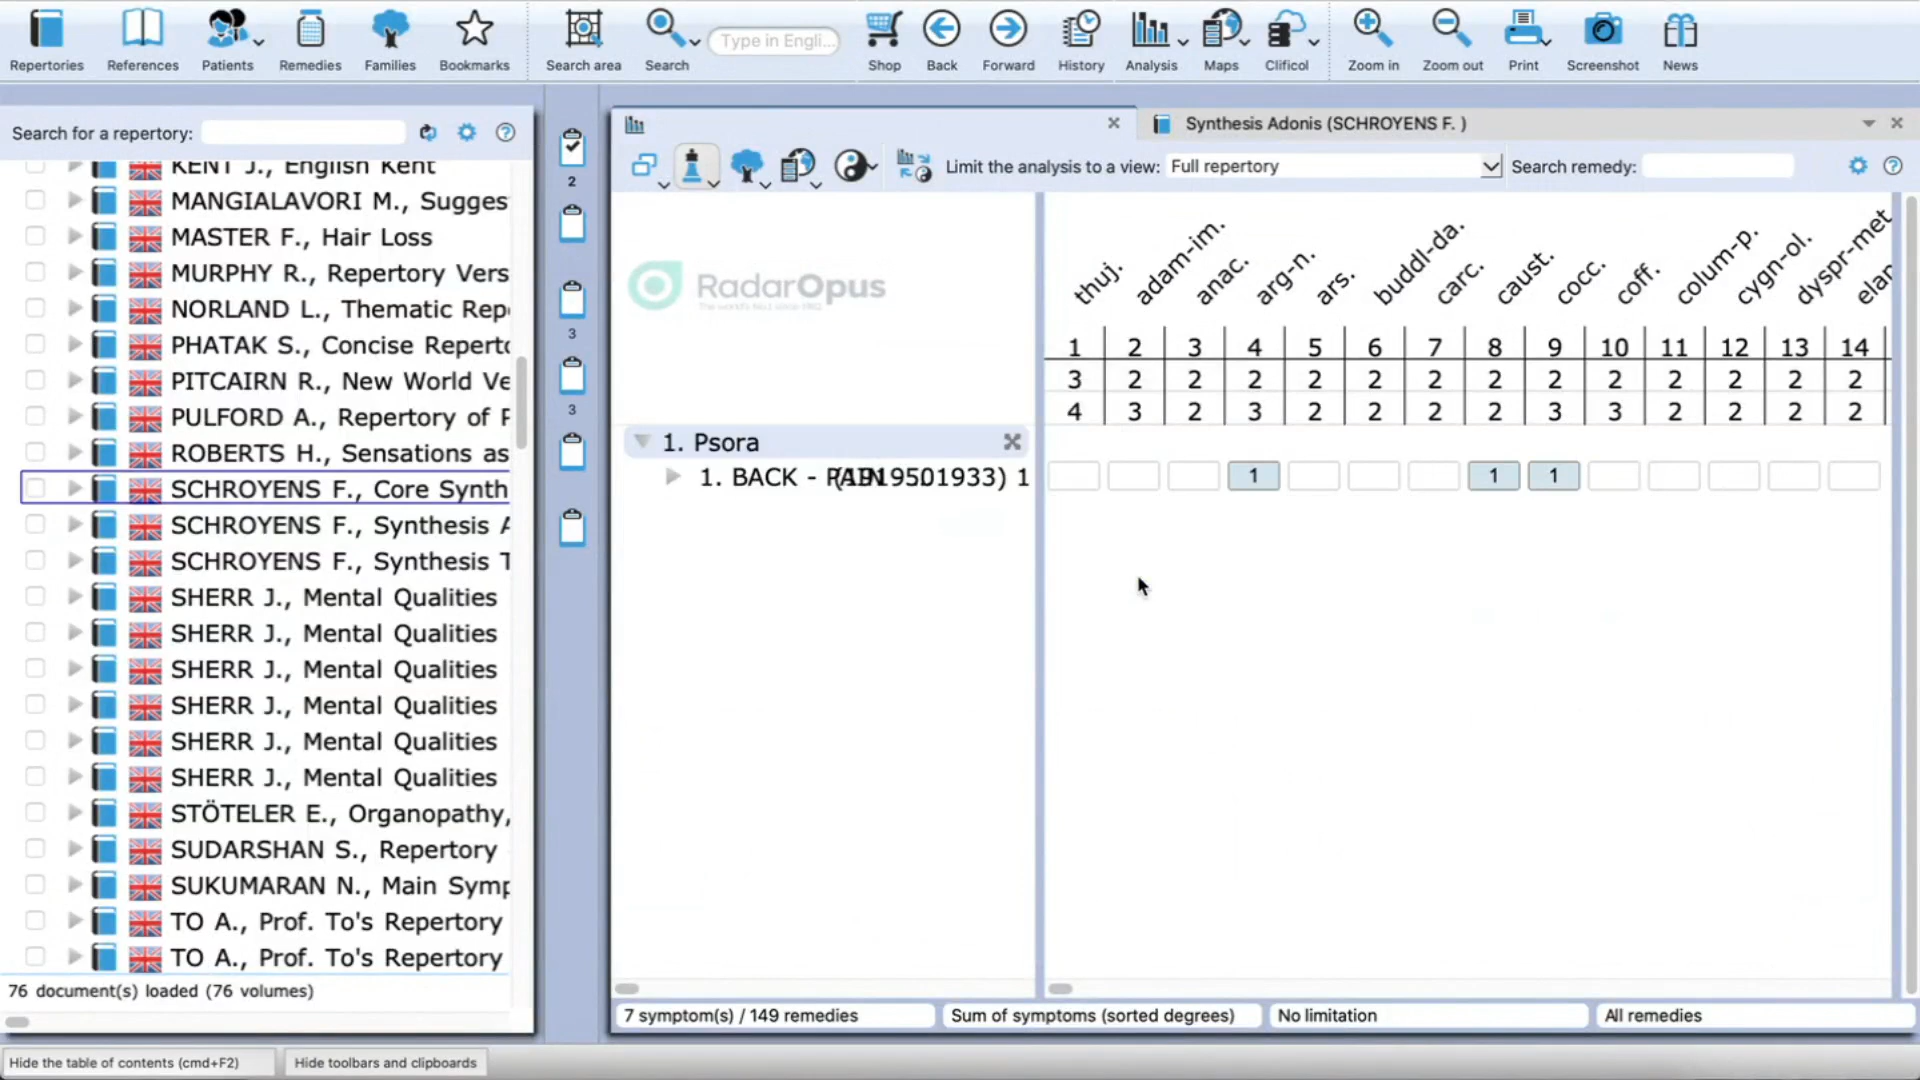 Repertories References Patients Remedies Families Bookmarks Search area Search Type in Engli... Shop Back Forward History Analysis Maps Clificol Zoom in Zoom out Print Screenshot News
Search for a repertory:
KENT J., English Kent
MANGIALAVORI M., Sugges
MASTER F., Hair Loss
MURPHY R., Repertory Vers
NORLAND L., Thematic Rep
PHATAK S., Concise Reperto
PITCAIRN R., New World Ve
PULFORD A., Repertory of P
ROBERTS H., Sensations as
SCHROYENS F., Core Synth
SCHROYENS F., Synthesis A
SCHROYENS F., Synthesis T
SHERR J., Mental Qualities
SHERR J., Mental Qualities
SHERR J., Mental Qualities
SHERR J., Mental Qualities
SHERR J., Mental Qualities
SHERR J., Mental Qualities
STÖTELER E., Organopathy,
SUDARSHAN S., Repertory
SUKUMARAN N., Main Symp
TO A., Prof. To's Repertory
TO A., Prof. To's Repertory
76 document(s) loaded (76 volumes)
2
3
3
Synthesis Adonis (SCHROYENS F. )
Limit the analysis to a view: Full repertory Search remedy:
RadarOpus
thuj. adam-im. anac. arg-n. ars. buddl-da. carc. caust. cocc. coff. colum-p. cygn-ol. dyspr-met elan
1 2 3 4 5 6 7 8 9 10 11 12 13 14
3 2 2 2 2 2 2 2 2 2 2 2 2 2
4 3 2 3 2 2 2 2 3 3 2 2 2 2
1. Psora
1. BACK - PAIN 1
1 1 1
7 symptom(s) / 149 remedies Sum of symptoms (sorted degrees) No limitation All remedies
Hide the table of contents (cmd+F2) Hide toolbars and clipboards